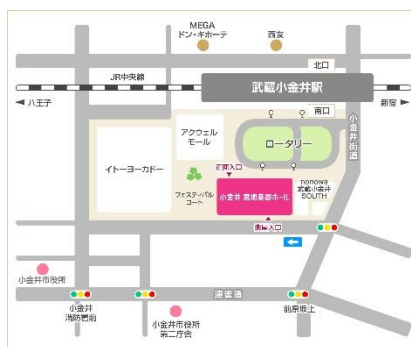 MEGA
ドン・キホーテ
西友
北口
JR中央線
武蔵小金井駅
八王子
新宿
南口
小金井街道
アクウェル
モール
ロータリー
イトーヨーカドー
正面入口
フェスティバル
コート
小金井 宮地楽器ホール
nonowa
武蔵小金井
SOUTH
楽屋入口
小金井市役所
連雀通
小金井
消防署前
小金井市役所
第二庁舎
前原坂上